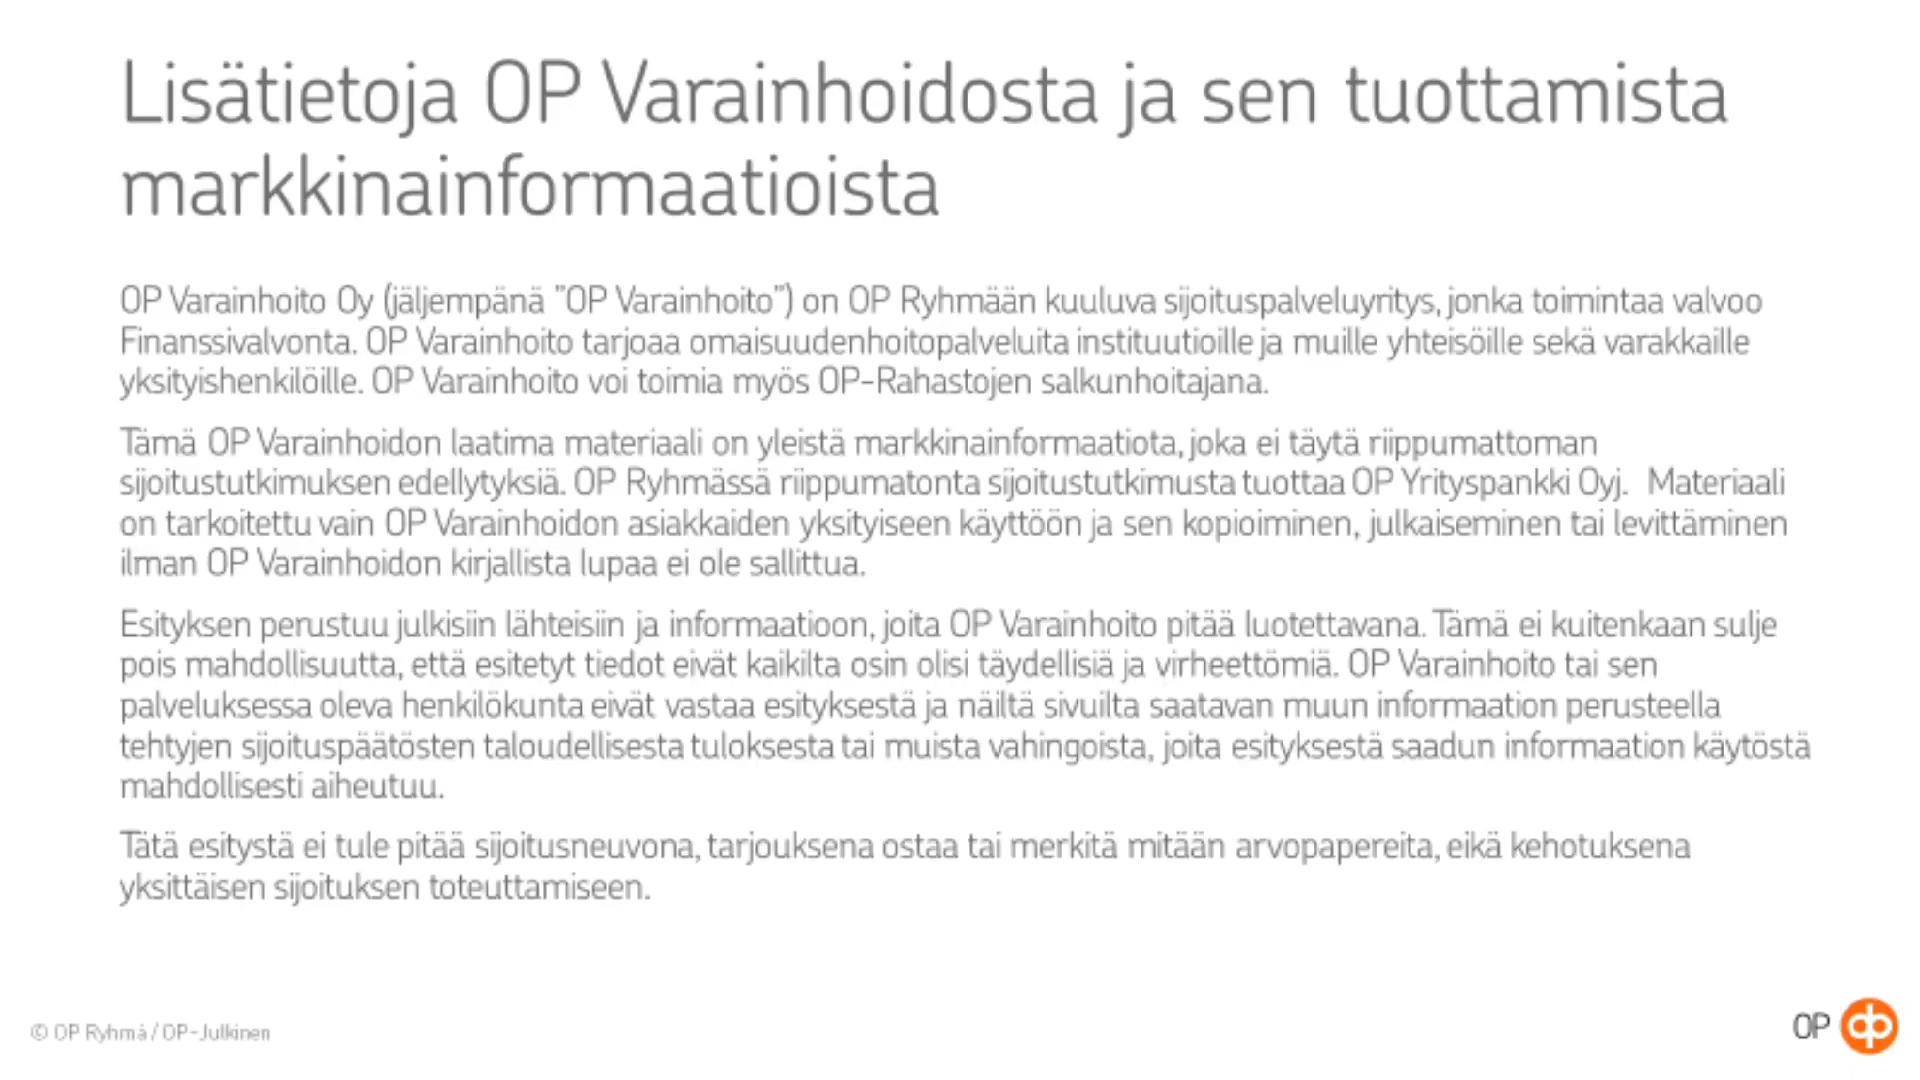 Lisätietoja OP Varainhoidosta ja sen tuottamista
markkinainformaatioista
OP Varainhoito Oy (jäljempänä ”OP Varainhoito”) on OP Ryhmään kuuluva sijoituspalveluyritys, jonka toimintaa valvoo
Finanssivalvonta. OP Varainhoito tarjoaa omaisuudenhoitopalveluita instituutioille ja muille yhteisöille sekä varakkaille
yksityishenkilöille. OP Varainhoito voi toimia myös OP-Rahastojen salkunhoitajana.
Tämä OP Varainhoidon laatima materiaali on yleistä markkinainformaatiota, joka ei täytä riippumattoman
sijoitustutkimuksen edellytyksiä. OP Ryhmässä riippumatonta sijoitustutkimusta tuottaa OP Yrityspankki Oyj. Materiaali
on tarkoitettu vain OP Varainhoidon asiakkaiden yksityiseen käyttöön ja sen kopioiminen, julkaiseminen tai levittäminen
ilman OP Varainhoidon kirjallista lupaa ei ole sallittua.
Esityksen perustuu julkisiin lähteisiin ja informaatioon, joita OP Varainhoito pitää luotettavana. Tämä ei kuitenkaan sulje
pois mahdollisuutta, että esitetyt tiedot eivät kaikilta osin olisi täydellisiä ja virheettömiä. OP Varainhoito tai sen
palveluksessa oleva henkilökunta eivät vastaa esityksestä ja näiltä sivuilta saatavan muun informaation perusteella
tehtyjen sijoituspäätösten taloudellisesta tuloksesta tai muista vahingoista, joita esityksestä saadun informaation käytöstä
mahdollisesti aiheutuu.
Tätä esitystä ei tule pitää sijoitusneuvona, tarjouksena ostaa tai merkitä mitään arvopapereita, eikä kehotuksena
yksittäisen sijoituksen toteuttamiseen.
© OP Ryhmä / OP-Julkinen
OP